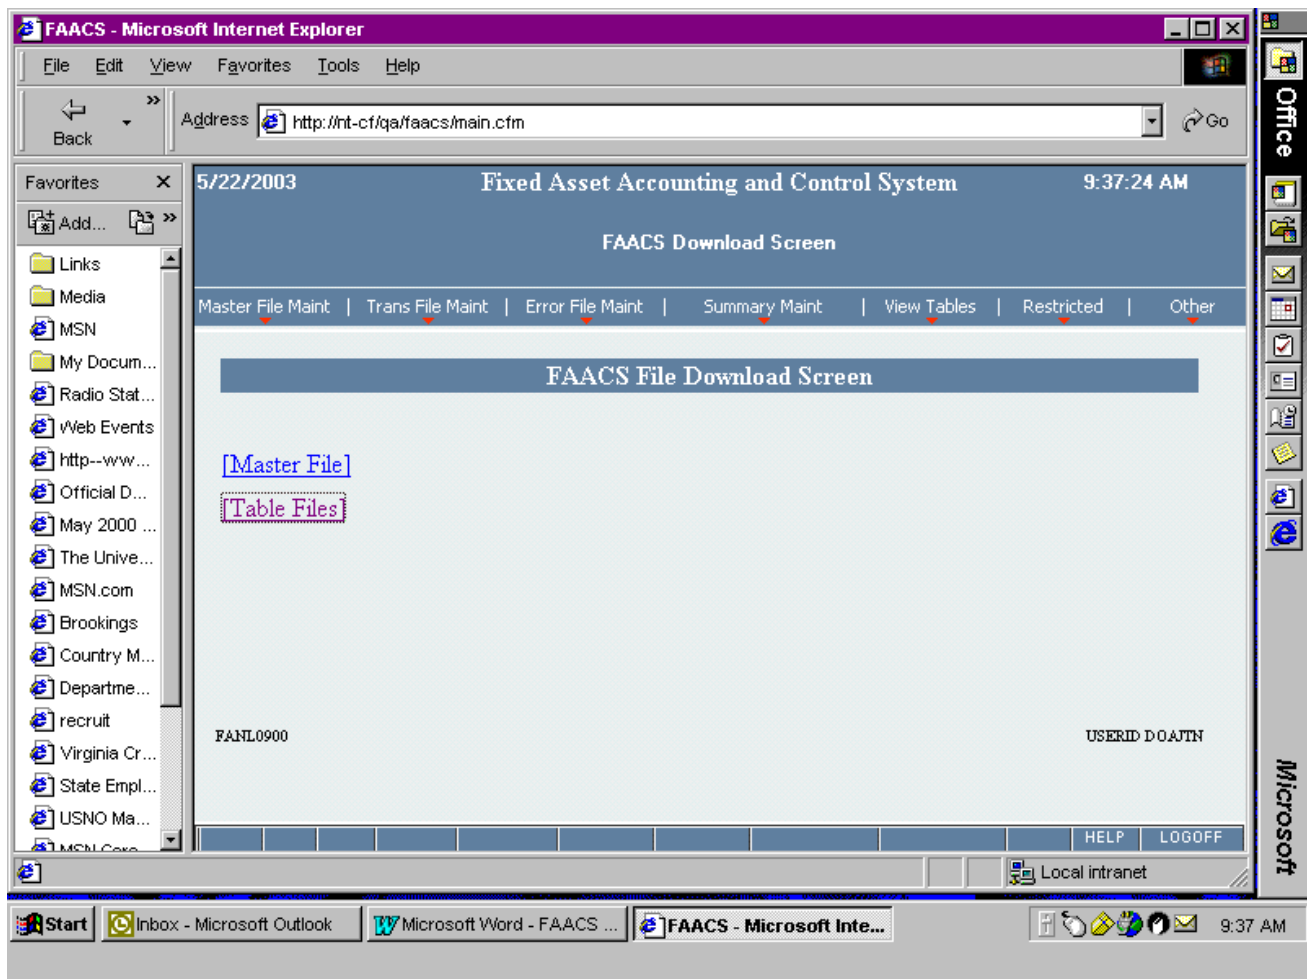 FAACS - Microsoft Internet Explorer
File Edit View Favorites Tools Help
Back » Address http://nt-cf/qa/faacs/main.cfm Go
Favorites
Add... »
Links
Media
MSN
My Docum...
Radio Stat...
Web Events
http--ww...
Official D...
May 2000 ...
The Unive...
MSN.com
Brookings
Country M...
Departme...
recruit
Virginia Cr...
State Empl...
USNO Ma...
5/22/2003 Fixed Asset Accounting and Control System 9:37:24 AM
FAACS Download Screen
Master File Maint | Trans File Maint | Error File Maint | Summary Maint | View Tables | Restricted | Other
FAACS File Download Screen
[Master File]
[Table Files]
FANL0900 USERID DOAJTN
HELP LOGOFF
Local intranet
Office
Microsoft
Start Inbox - Microsoft Outlook Microsoft Word - FAACS ... FAACS - Microsoft Inte... 9:37 AM